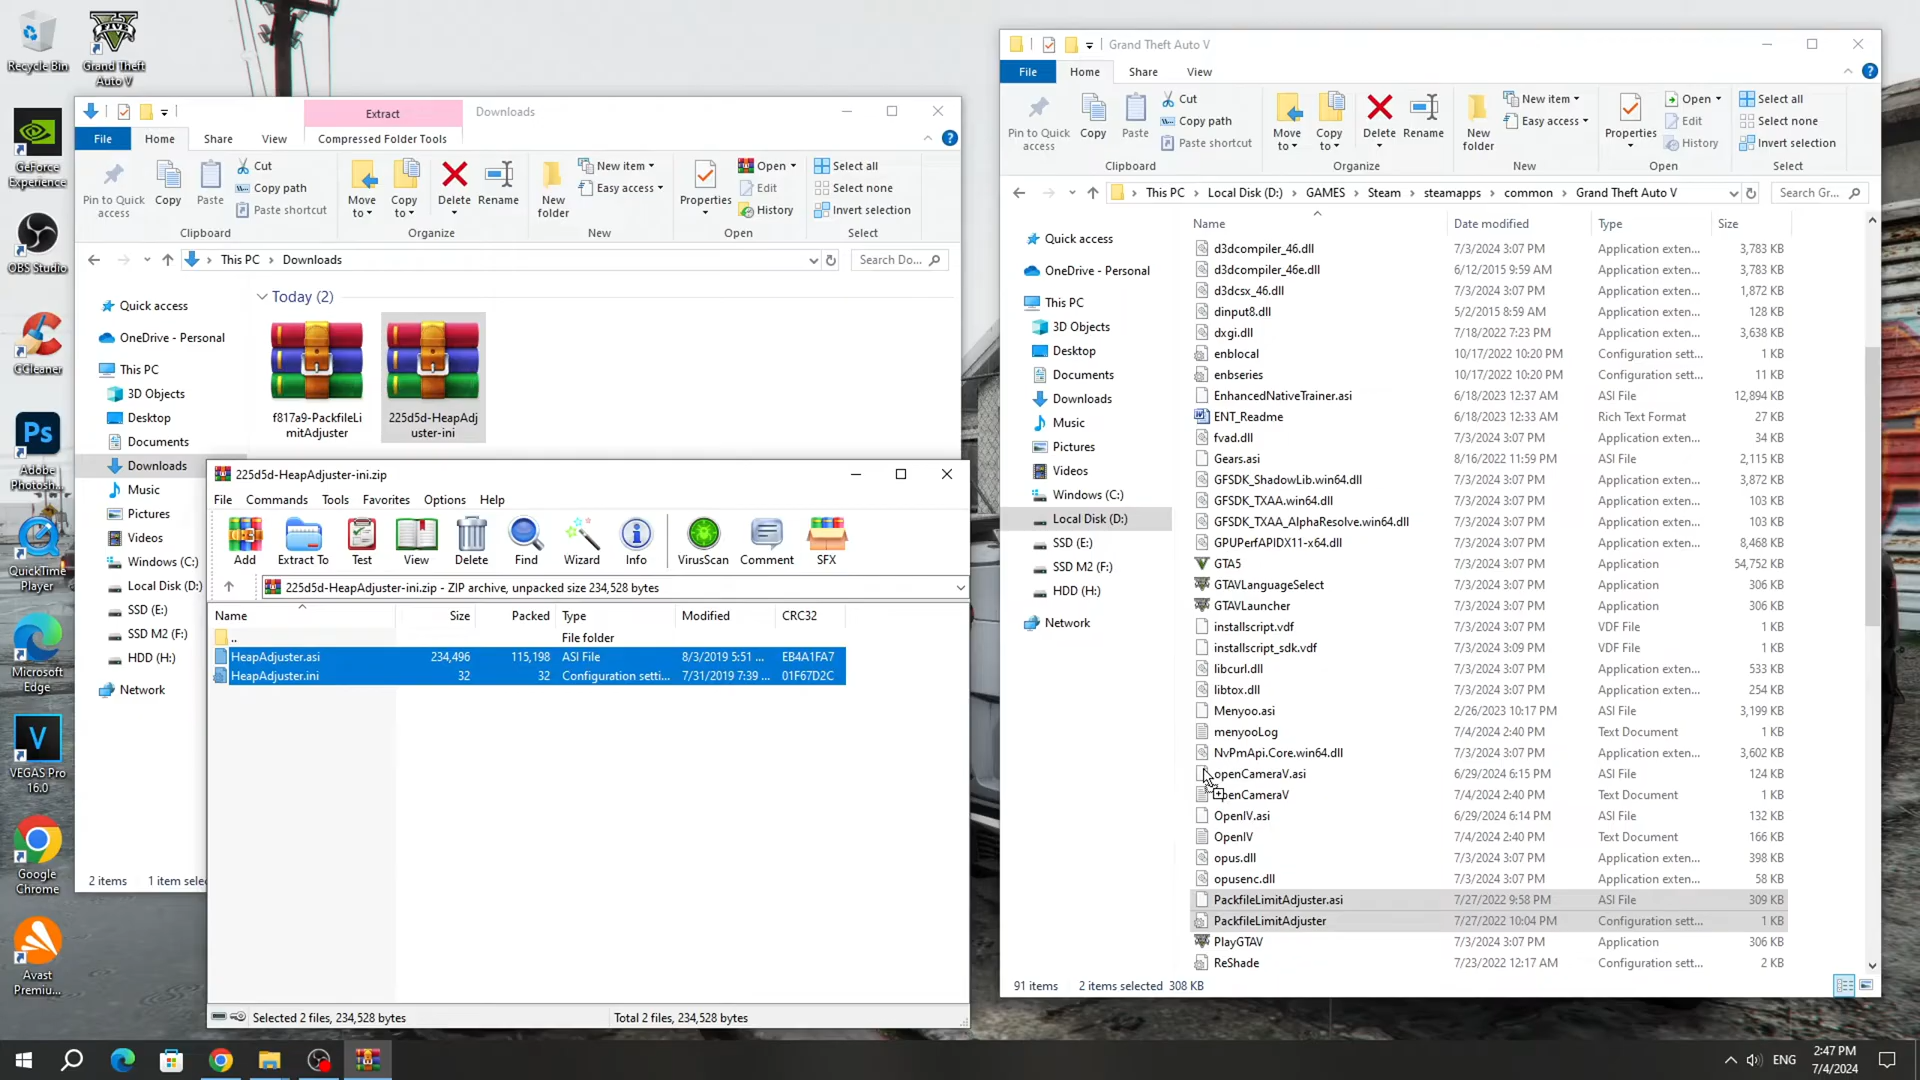 Recycle Bin
Grand Theft Auto V
GeForce Experience
OBS Studio
CCleaner
Adobe Photosh...
QuickTime Player
Microsoft Edge
VEGAS Pro 16.0
Google Chrome
Avast Premiu...
Extract
Downloads
File
Home
Share
View
Compressed Folder Tools
Pin to Quick access
Copy
Paste
Cut
Copy path
Paste shortcut
Move to
Copy to
Delete
Rename
New folder
New item
Easy access
Properties
Open
Edit
History
Select all
Select none
Invert selection
Clipboard
Organize
New
Open
Select
This PC
Downloads
Search Do...
Quick access
OneDrive - Personal
This PC
3D Objects
Desktop
Documents
Downloads
Music
Pictures
Videos
Windows (C:)
Local Disk (D:)
SSD (E:)
SSD M2 (F:)
HDD (H:)
Network
Today (2)
f817a9-PackfileLimitAdjuster
225d5d-HeapAdjuster-ini
2 items
1 item selec
225d5d-HeapAdjuster-ini.zip
File Commands Tools Favorites Options Help
Add
Extract To
Test
View
Delete
Find
Wizard
Info
VirusScan
Comment
SFX
225d5d-HeapAdjuster-ini.zip - ZIP archive, unpacked size 234,528 bytes
Name Size Packed Type Modified CRC32
.. File folder
HeapAdjuster.asi 234,496 115,198 ASI File 8/3/2019 5:51 ... EB4A1FA7
HeapAdjuster.ini 32 32 Configuration setti... 7/31/2019 7:39 ... 01F67D2C
Selected 2 files, 234,528 bytes
Total 2 files, 234,528 bytes
Grand Theft Auto V
File
Home
Share
View
Pin to Quick access
Copy
Paste
Cut
Copy path
Paste shortcut
Move to
Copy to
Delete
Rename
New folder
New item
Easy access
Properties
Open
Edit
History
Select all
Select none
Invert selection
Clipboard
Organize
New
Open
Select
This PC
Local Disk (D:)
GAMES
Steam
steamapps
common
Grand Theft Auto V
Search Gr...
Quick access
OneDrive - Personal
This PC
3D Objects
Desktop
Documents
Downloads
Music
Pictures
Videos
Windows (C:)
Local Disk (D:)
SSD (E:)
SSD M2 (F:)
HDD (H:)
Network
Name Date modified Type Size
d3dcompiler_46.dll 7/3/2024 3:07 PM Application exten... 3,783 KB
d3dcompiler_46e.dll 6/12/2015 9:59 AM Application exten... 3,783 KB
d3dcsx_46.dll 7/3/2024 3:07 PM Application exten... 1,872 KB
dinput8.dll 5/2/2015 8:59 AM Application exten... 128 KB
dxgi.dll 7/18/2022 7:23 PM Application exten... 3,638 KB
enblocal 10/17/2022 10:20 PM Configuration sett... 1 KB
enbseries 10/17/2022 10:20 PM Configuration sett... 11 KB
EnhancedNativeTrainer.asi 6/18/2023 12:37 AM ASI File 12,894 KB
ENT_Readme 6/18/2023 12:33 AM Rich Text Format 27 KB
fvad.dll 7/3/2024 3:07 PM Application exten... 34 KB
Gears.asi 8/16/2022 11:59 PM ASI File 2,115 KB
GFSDK_ShadowLib.win64.dll 7/3/2024 3:07 PM Application exten... 3,872 KB
GFSDK_TXAA.win64.dll 7/3/2024 3:07 PM Application exten... 103 KB
GFSDK_TXAA_AlphaResolve.win64.dll 7/3/2024 3:07 PM Application exten... 103 KB
GPUPerfAPIDX11-x64.dll 7/3/2024 3:07 PM Application exten... 8,468 KB
GTA5 7/3/2024 3:07 PM Application 54,752 KB
GTAVLanguageSelect 7/3/2024 3:07 PM Application 306 KB
GTAVLauncher 7/3/2024 3:07 PM Application 306 KB
installscript.vdf 7/3/2024 3:07 PM VDF File 1 KB
installscript_sdk.vdf 7/3/2024 3:09 PM VDF File 1 KB
libcurl.dll 7/3/2024 3:07 PM Application exten... 533 KB
libtox.dll 7/3/2024 3:07 PM Application exten... 254 KB
Menyoo.asi 2/26/2023 10:17 PM ASI File 3,199 KB
menyooLog 7/4/2024 2:40 PM Text Document 1 KB
NvPmApi.Core.win64.dll 7/3/2024 3:07 PM Application exten... 3,602 KB
openCameraV.asi 6/29/2024 6:15 PM ASI File 124 KB
openCameraV 7/4/2024 2:40 PM Text Document 1 KB
OpenIV.asi 6/29/2024 6:14 PM ASI File 132 KB
OpenIV 7/4/2024 2:40 PM Text Document 166 KB
opus.dll 7/3/2024 3:07 PM Application exten... 398 KB
opusenc.dll 7/3/2024 3:07 PM Application exten... 58 KB
PackfileLimitAdjuster.asi 7/27/2022 9:58 PM ASI File 309 KB
PackfileLimitAdjuster 7/27/2022 10:04 PM Configuration sett... 1 KB
PlayGTAV 7/3/2024 3:07 PM Application 306 KB
ReShade 7/23/2022 12:17 AM Configuration sett... 2 KB
91 items
2 items selected 308 KB
ENG
2:47 PM
7/4/2024